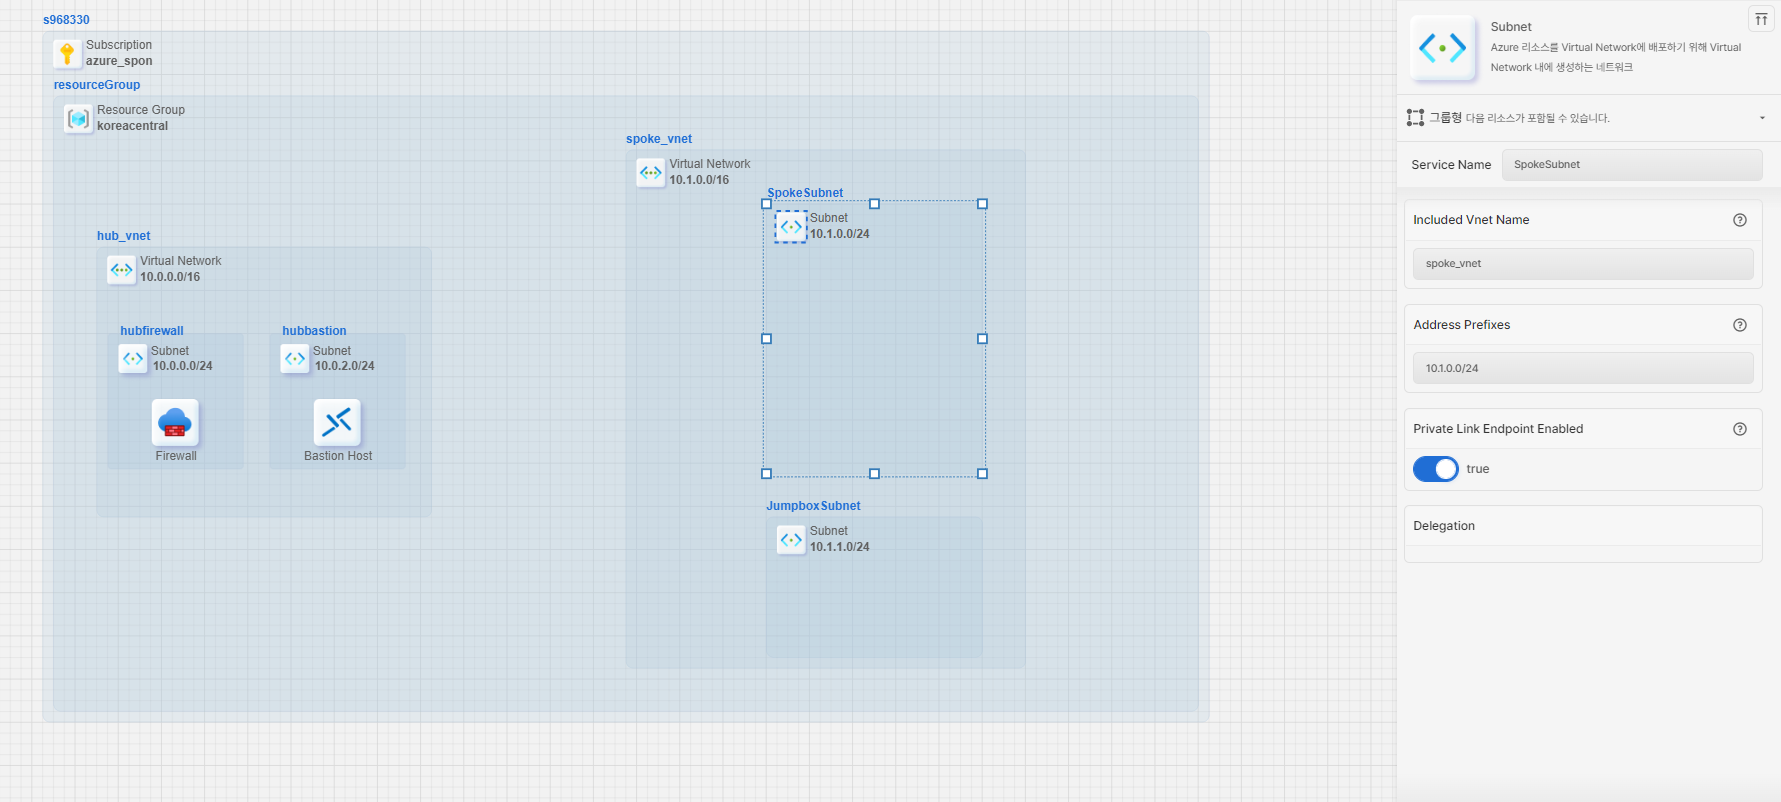 s968330
Subscription
azure_spon
resourceGroup
Resource Group
koreacentral
spoke_vnet
Virtual Network
10.1.0.0/16
SpokeSubnet
Subnet
10.1.0.0/24
hub_vnet
Virtual Network
10.0.0.0/16
hubfirewall
Subnet
10.0.0.0/24
Firewall
hubbastion
Subnet
10.0.2.0/24
Bastion Host
JumpboxSubnet
Subnet
10.1.1.0/24
Subnet
Azure 리소스를 Virtual Network에 배포하기 위해 Virtual
Network 내에 생성하는 네트워크
그룹형 다음 리소스가 포함될 수 있습니다.
Service Name
SpokeSubnet
Included Vnet Name
spoke_vnet
Address Prefixes
10.1.0.0/24
Private Link Endpoint Enabled
true
Delegation